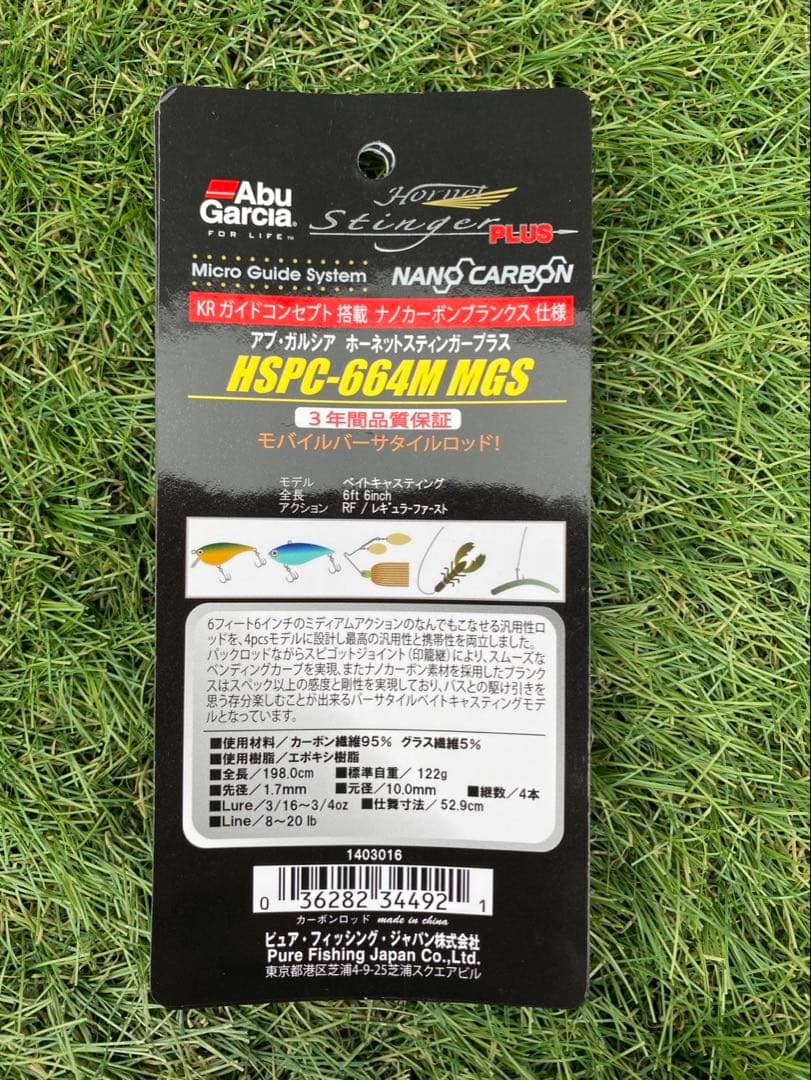 Abu
Garcia®
FOR LIFE™
Hornet
Stinger
PLUS
Micro Guide System
NANO CARBON
KR ガイドコンセプト 搭載 ナノカーボンブランクス 仕様
アブ・ガルシア ホーネットスティンガープラス
HSPC-664M MGS
3年間品質保証
モバイルバーサタイルロッド!
モデル ベイトキャスティング
全長 6ft 6inch
アクション RF / レギュラーファースト
6フィート6インチのミディアムアクションのなんでもこなせる汎用性ロ
ッドを、4pcsモデルに設計し最高の汎用性と携帯性を両立しました。
パックロッドながらスピゴットジョイント(印籠継)により、スムーズな
ベンディングカーブを実現、またナノカーボン素材を採用したブランク
スはスペック以上の感度と剛性を実現しており、バスとの駆け引きを
思う存分楽しむことが出来るバーサタイルベイトキャスティングモデ
ルとなっています。
■使用材料/カーボン繊維95% グラス繊維5%
■使用樹脂/エポキシ樹脂
■全長/198.0cm ■標準自重/122g
■先径/1.7mm ■元径/10.0mm ■継数/4本
■Lure/3/16〜3/4oz ■仕舞寸法/52.9cm
■Line/8〜20 lb
1403016
0 36282 34492 1
カーボンロッド made in china
ピュア・フィッシング・ジャパン株式会社
Pure Fishing Japan Co.,Ltd.
東京都港区芝浦4-9-25芝浦スクエアビル